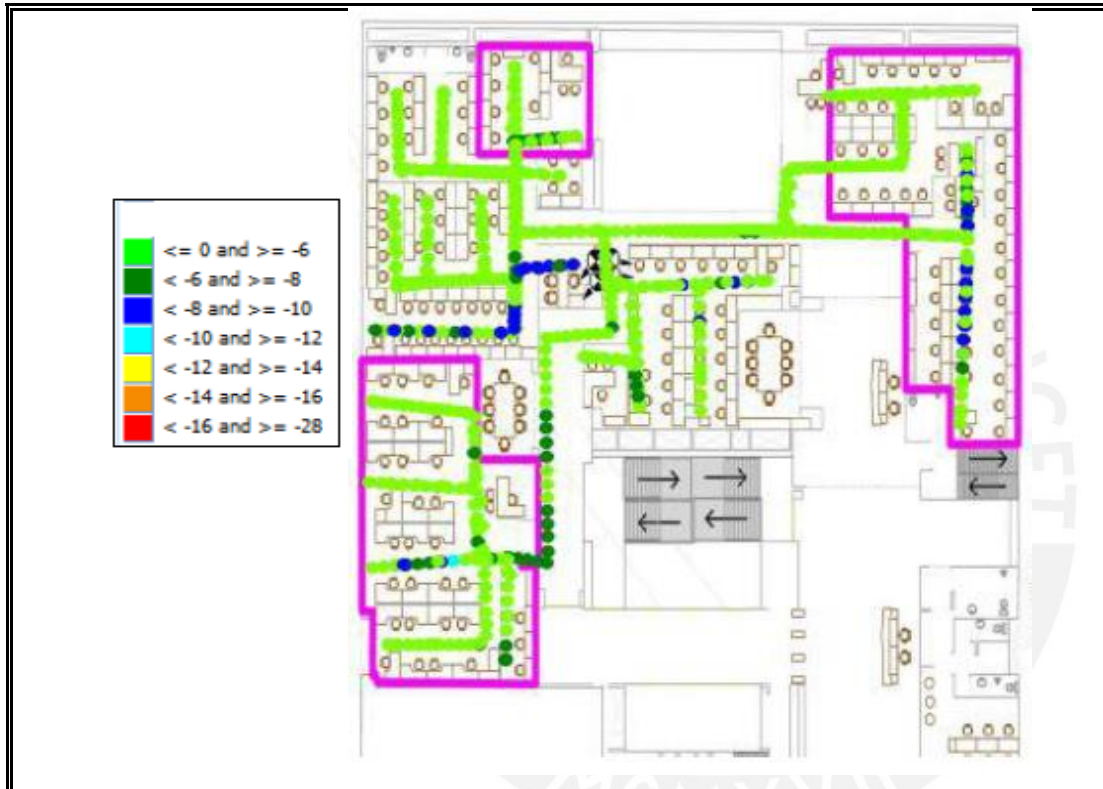 <= 0 and >= -6
< -6 and >= -8
< -8 and >= -10
< -10 and >= -12
< -12 and >= -14
< -14 and >= -16
< -16 and >= -28